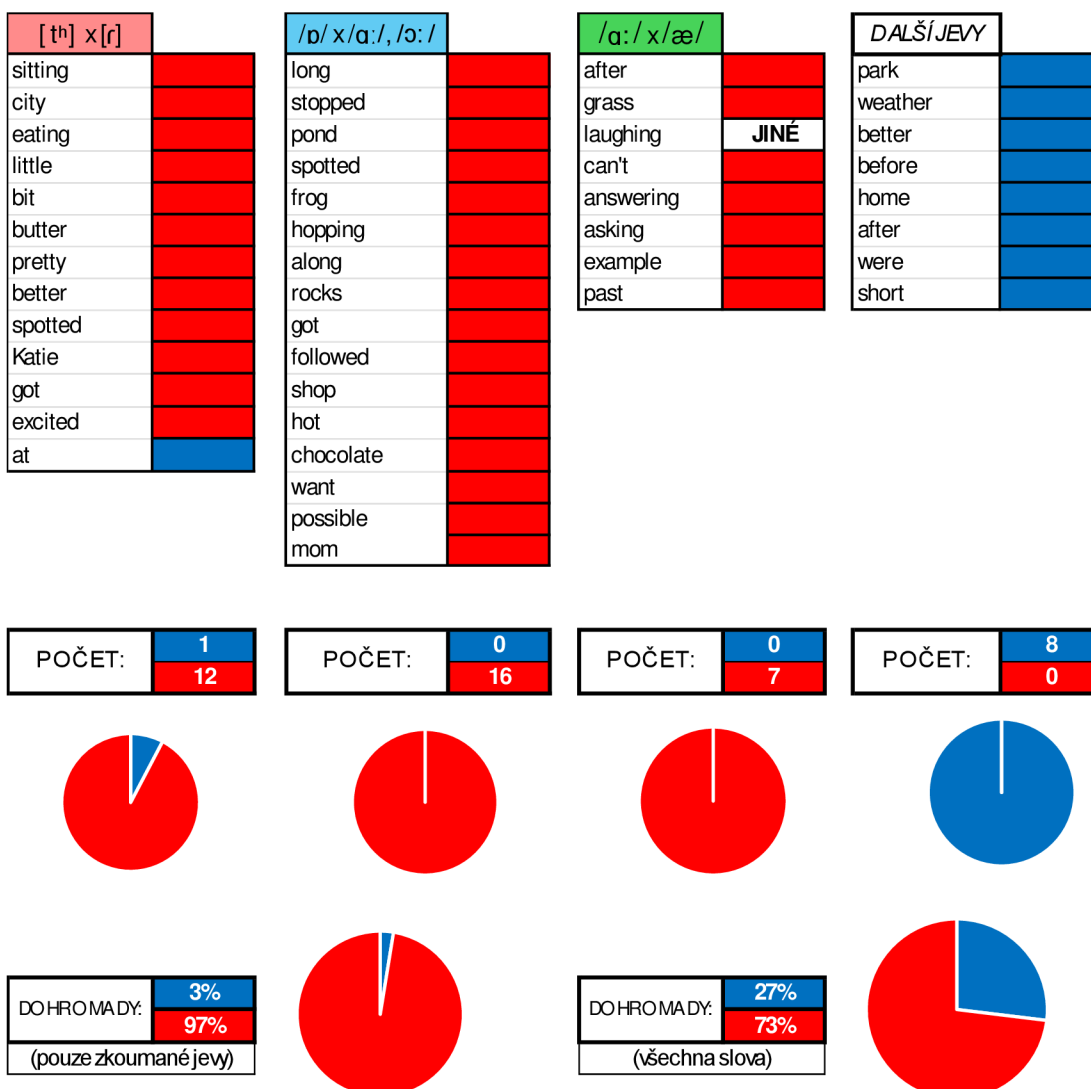 [tʰ] x [ɾ]
sitting
city
eating
little
bit
butter
pretty
better
spotted
Katie
got
excited
at
/ɒ/ x /ɑː/, /ɔː/
long
stopped
pond
spotted
frog
hopping
along
rocks
got
followed
shop
hot
chocolate
want
possible
mom
/ɑː/ x /æ/
after
grass
laughing JINÉ
can't
answering
asking
example
past
DALŠÍ JEVY
park
weather
better
before
home
after
were
short
POČET: 1
12
POČET: 0
16
POČET: 0
7
POČET: 8
0
DOHROMADY: 3%
97%
(pouze zkoumané jevy)
DOHROMADY: 27%
73%
(všechna slova)